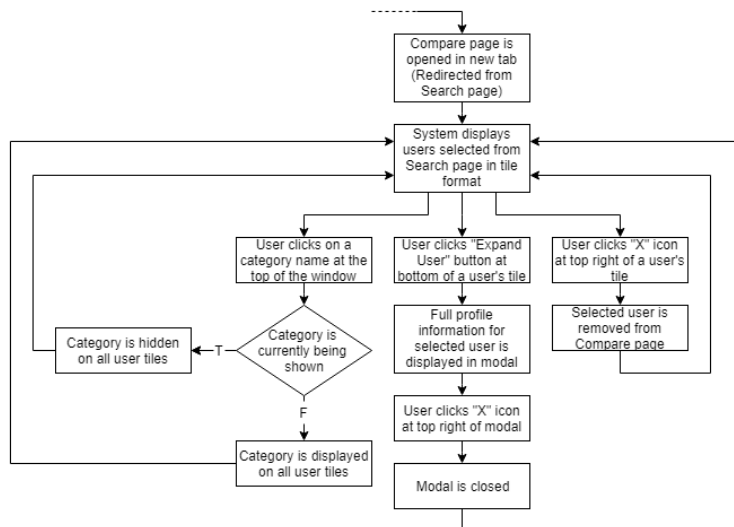 Compare page is
opened in new tab
(Redirected from
Search page)
System displays
users selected from
Search page in tile
format
User clicks on a
category name at the
top of the window
User clicks "Expand
User" button at
bottom of a user's tile
User clicks "X" icon
at top right of a user's
tile
Category is
currently being
shown
T
Category is hidden
on all user tiles
Full profile
information for
selected user is
displayed in modal
Selected user is
removed from
Compare page
F
User clicks "X" icon
at top right of modal
Category is displayed
on all user tiles
Modal is closed